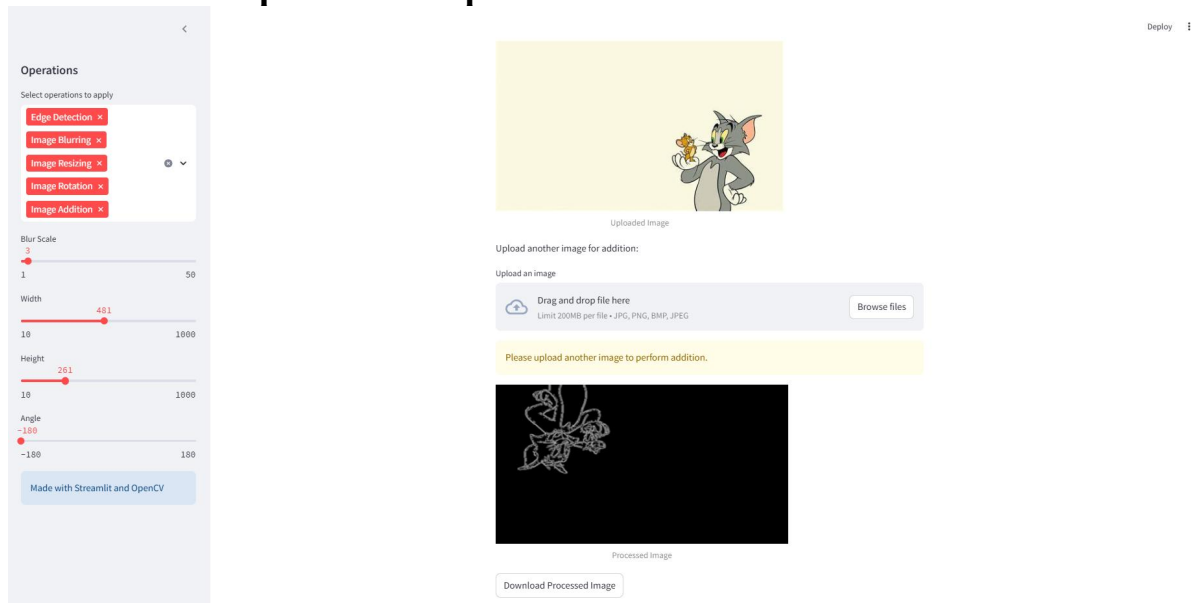 Deploy
Operations
Select operations to apply
Edge Detection ×
Image Blurring ×
Image Resizing ×
Image Rotation ×
Image Addition ×
Blur Scale
3
1 50
Width
481
10 1000
Height
261
10 1000
Angle
-180
-180 180
Made with Streamlit and OpenCV
Uploaded Image
Upload another image for addition:
Upload an image
Drag and drop file here
Limit 200MB per file • JPG, PNG, BMP, JPEG
Browse files
Please upload another image to perform addition.
Processed Image
Download Processed Image